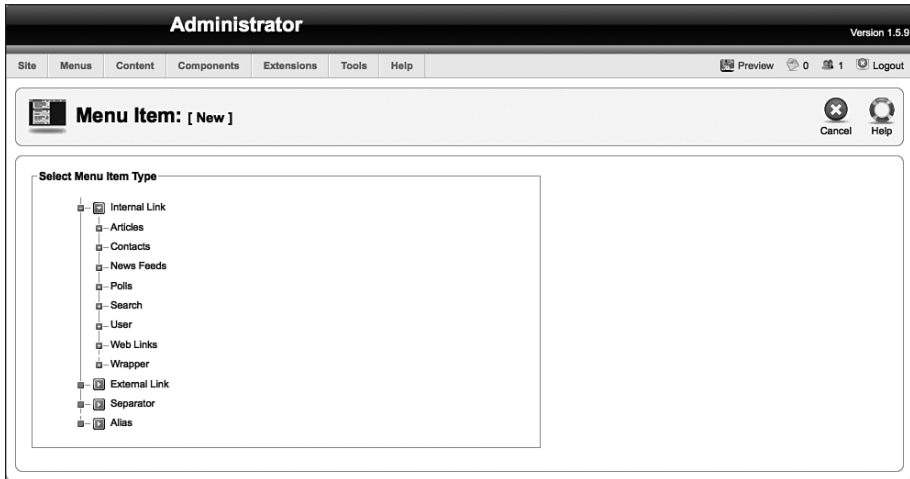 Administrator
Version 1.5.9
Site Menus Content Components Extensions Tools Help Preview 0 1 Logout
Menu Item: [ New ]
Cancel Help
Select Menu Item Type
Internal Link
Articles
Contacts
News Feeds
Polls
Search
User
Web Links
Wrapper
External Link
Separator
Alias